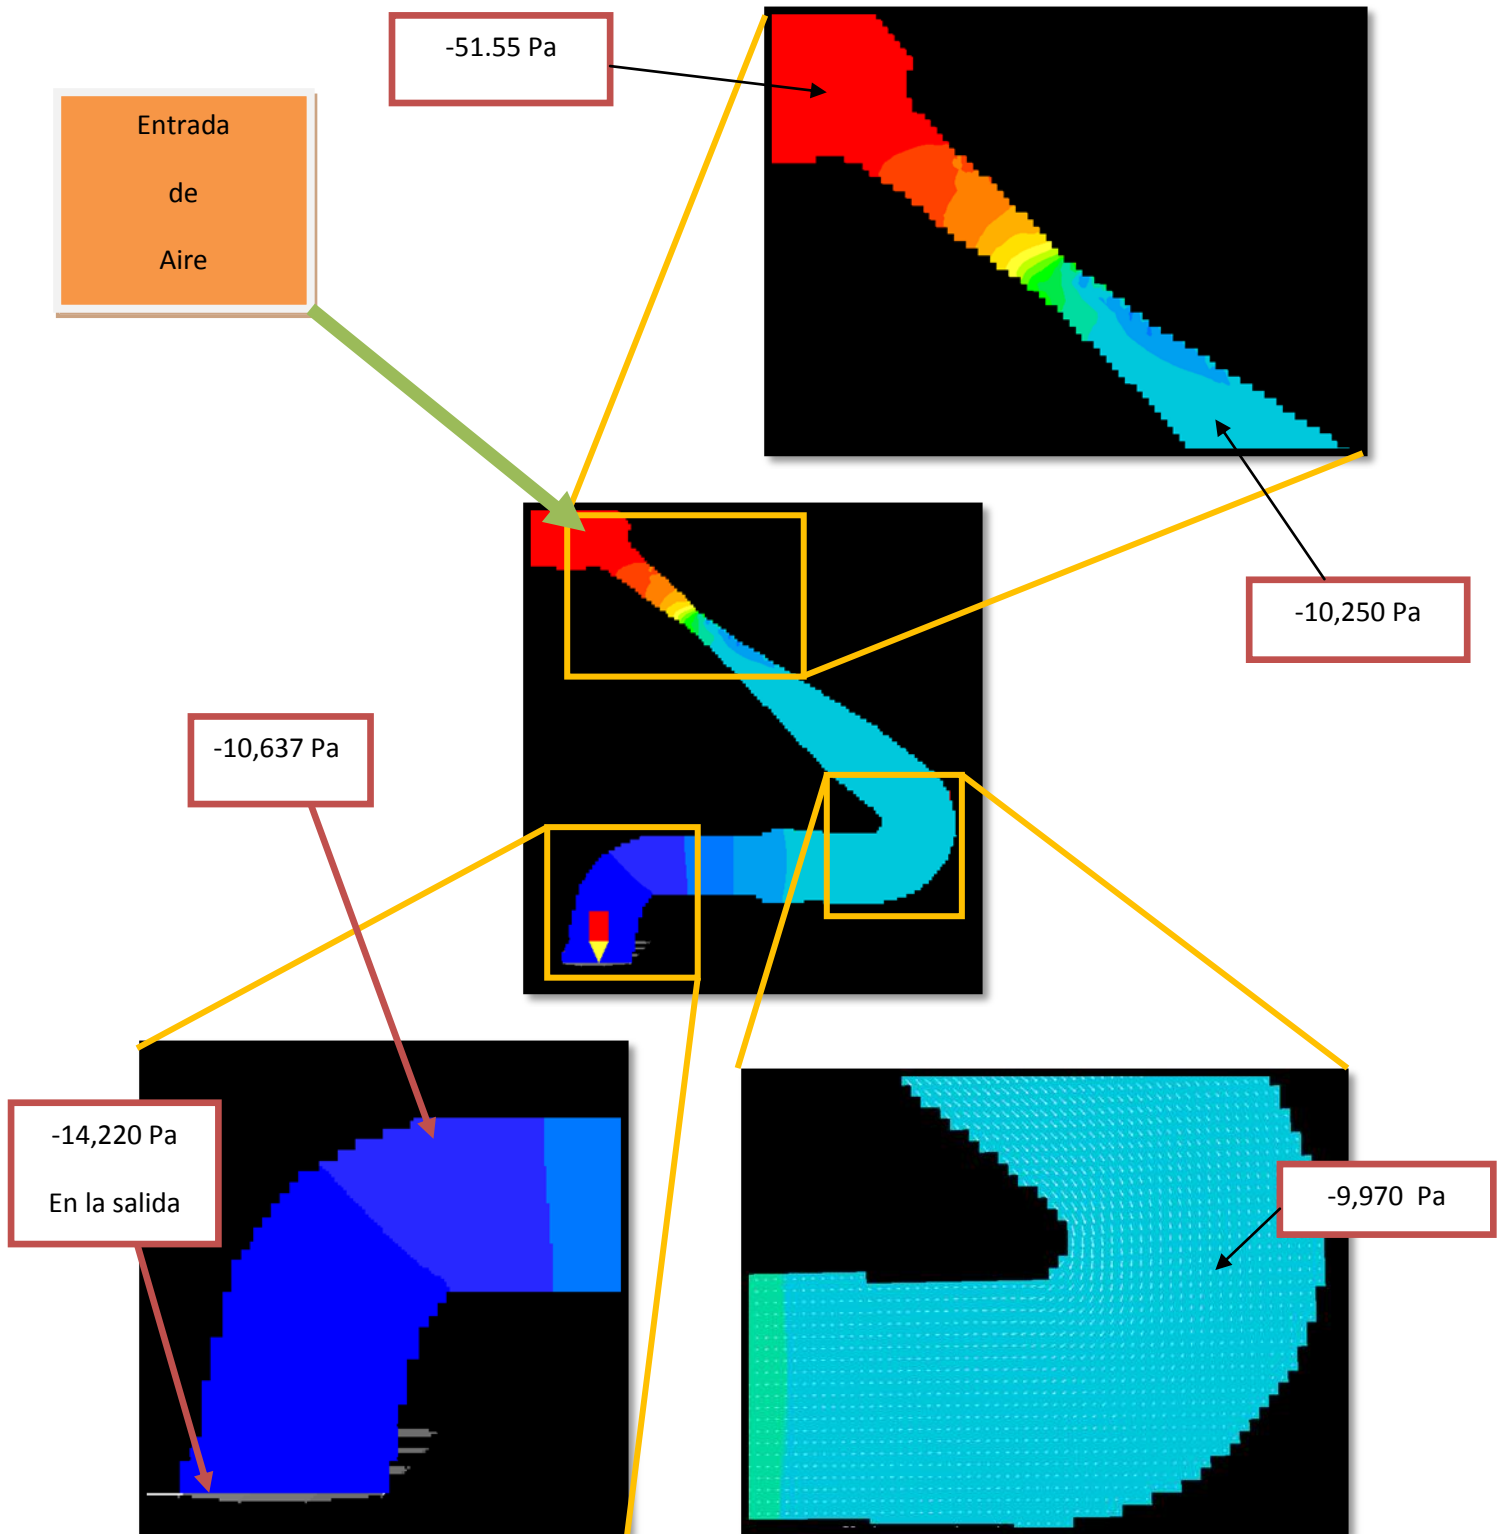 -51.55 Pa
Entrada
de
Aire
-10,250 Pa
-10,637 Pa
-14,220 Pa
En la salida
-9,970 Pa